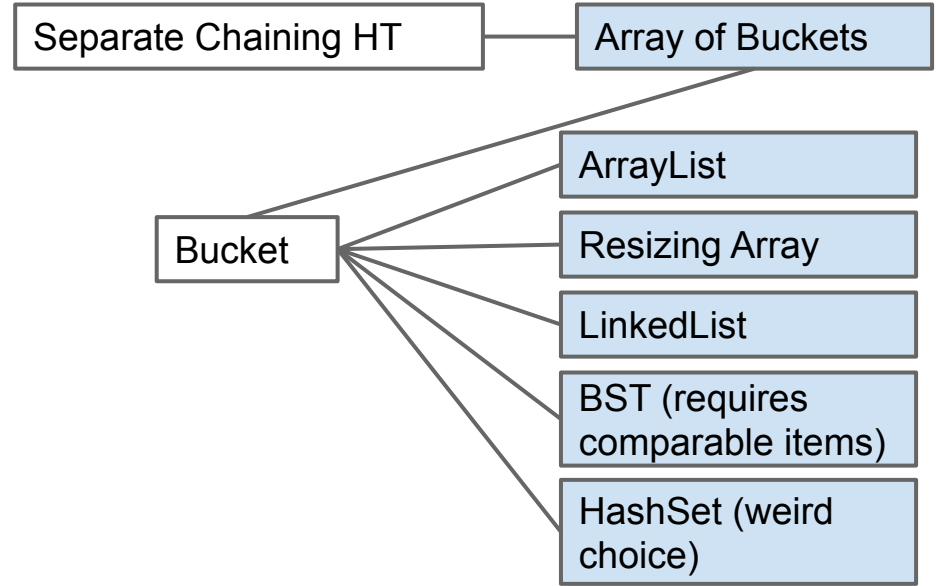 Separate Chaining HT
Array of Buckets
ArrayList
Bucket
Resizing Array
LinkedList
BST (requires
comparable items)
HashSet (weird
choice)